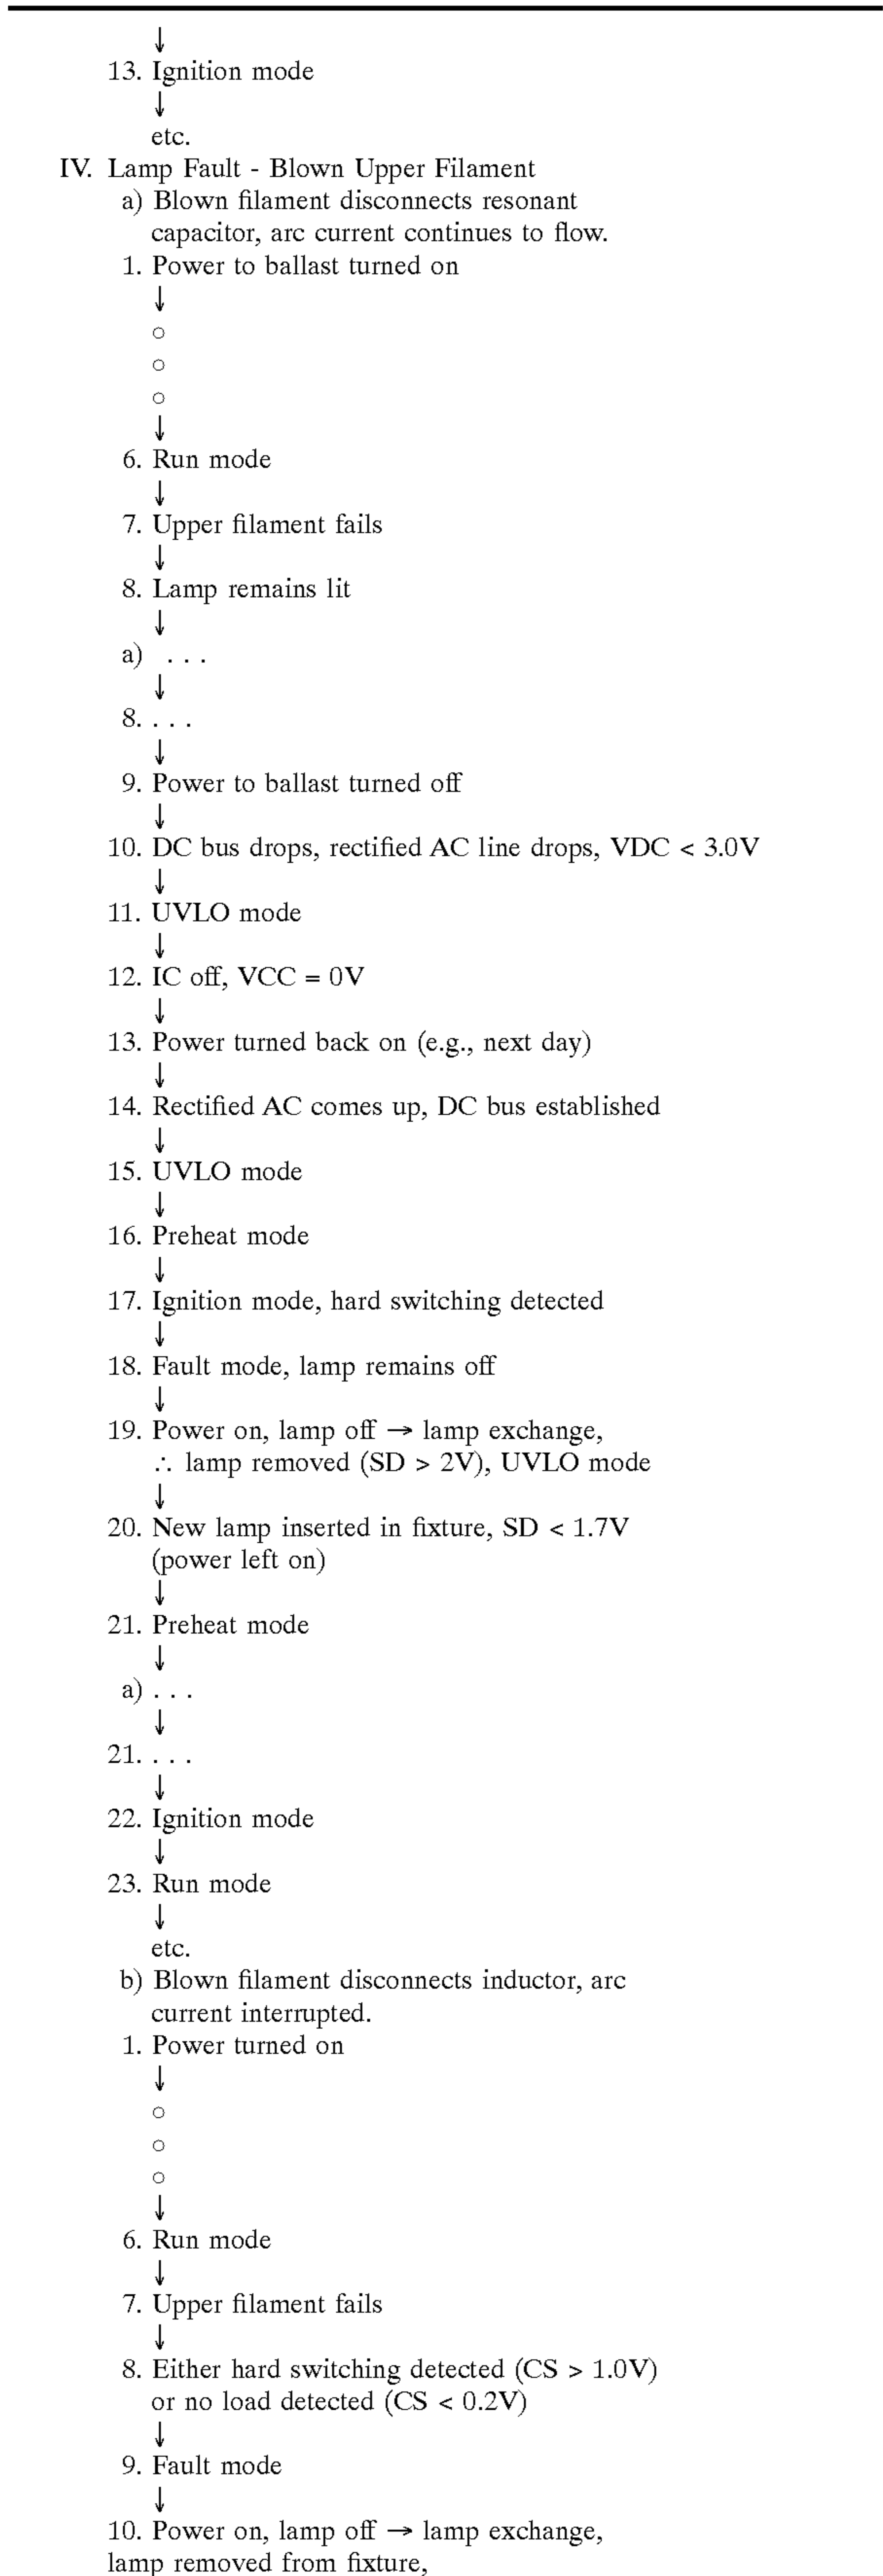 ↓
13. Ignition mode
↓
etc.
IV. Lamp Fault - Blown Upper Filament
a) Blown filament disconnects resonant
capacitor, arc current continues to flow.
1. Power to ballast turned on
↓
○
○
○
↓
6. Run mode
↓
7. Upper filament fails
↓
8. Lamp remains lit
↓
a) . . .
↓
8. . . .
↓
9. Power to ballast turned off
↓
10. DC bus drops, rectified AC line drops, VDC < 3.0V
↓
11. UVLO mode
↓
12. IC off, VCC = 0V
↓
13. Power turned back on (e.g., next day)
↓
14. Rectified AC comes up, DC bus established
↓
15. UVLO mode
↓
16. Preheat mode
↓
17. Ignition mode, hard switching detected
↓
18. Fault mode, lamp remains off
↓
19. Power on, lamp off → lamp exchange,
∴ lamp removed (SD > 2V), UVLO mode
↓
20. New lamp inserted in fixture, SD < 1.7V
(power left on)
↓
21. Preheat mode
↓
a) . . .
↓
21. . . .
↓
22. Ignition mode
↓
23. Run mode
↓
etc.
b) Blown filament disconnects inductor, arc
current interrupted.
1. Power turned on
↓
○
○
○
↓
6. Run mode
↓
7. Upper filament fails
↓
8. Either hard switching detected (CS > 1.0V)
or no load detected (CS < 0.2V)
↓
9. Fault mode
↓
10. Power on, lamp off → lamp exchange,
lamp removed from fixture,